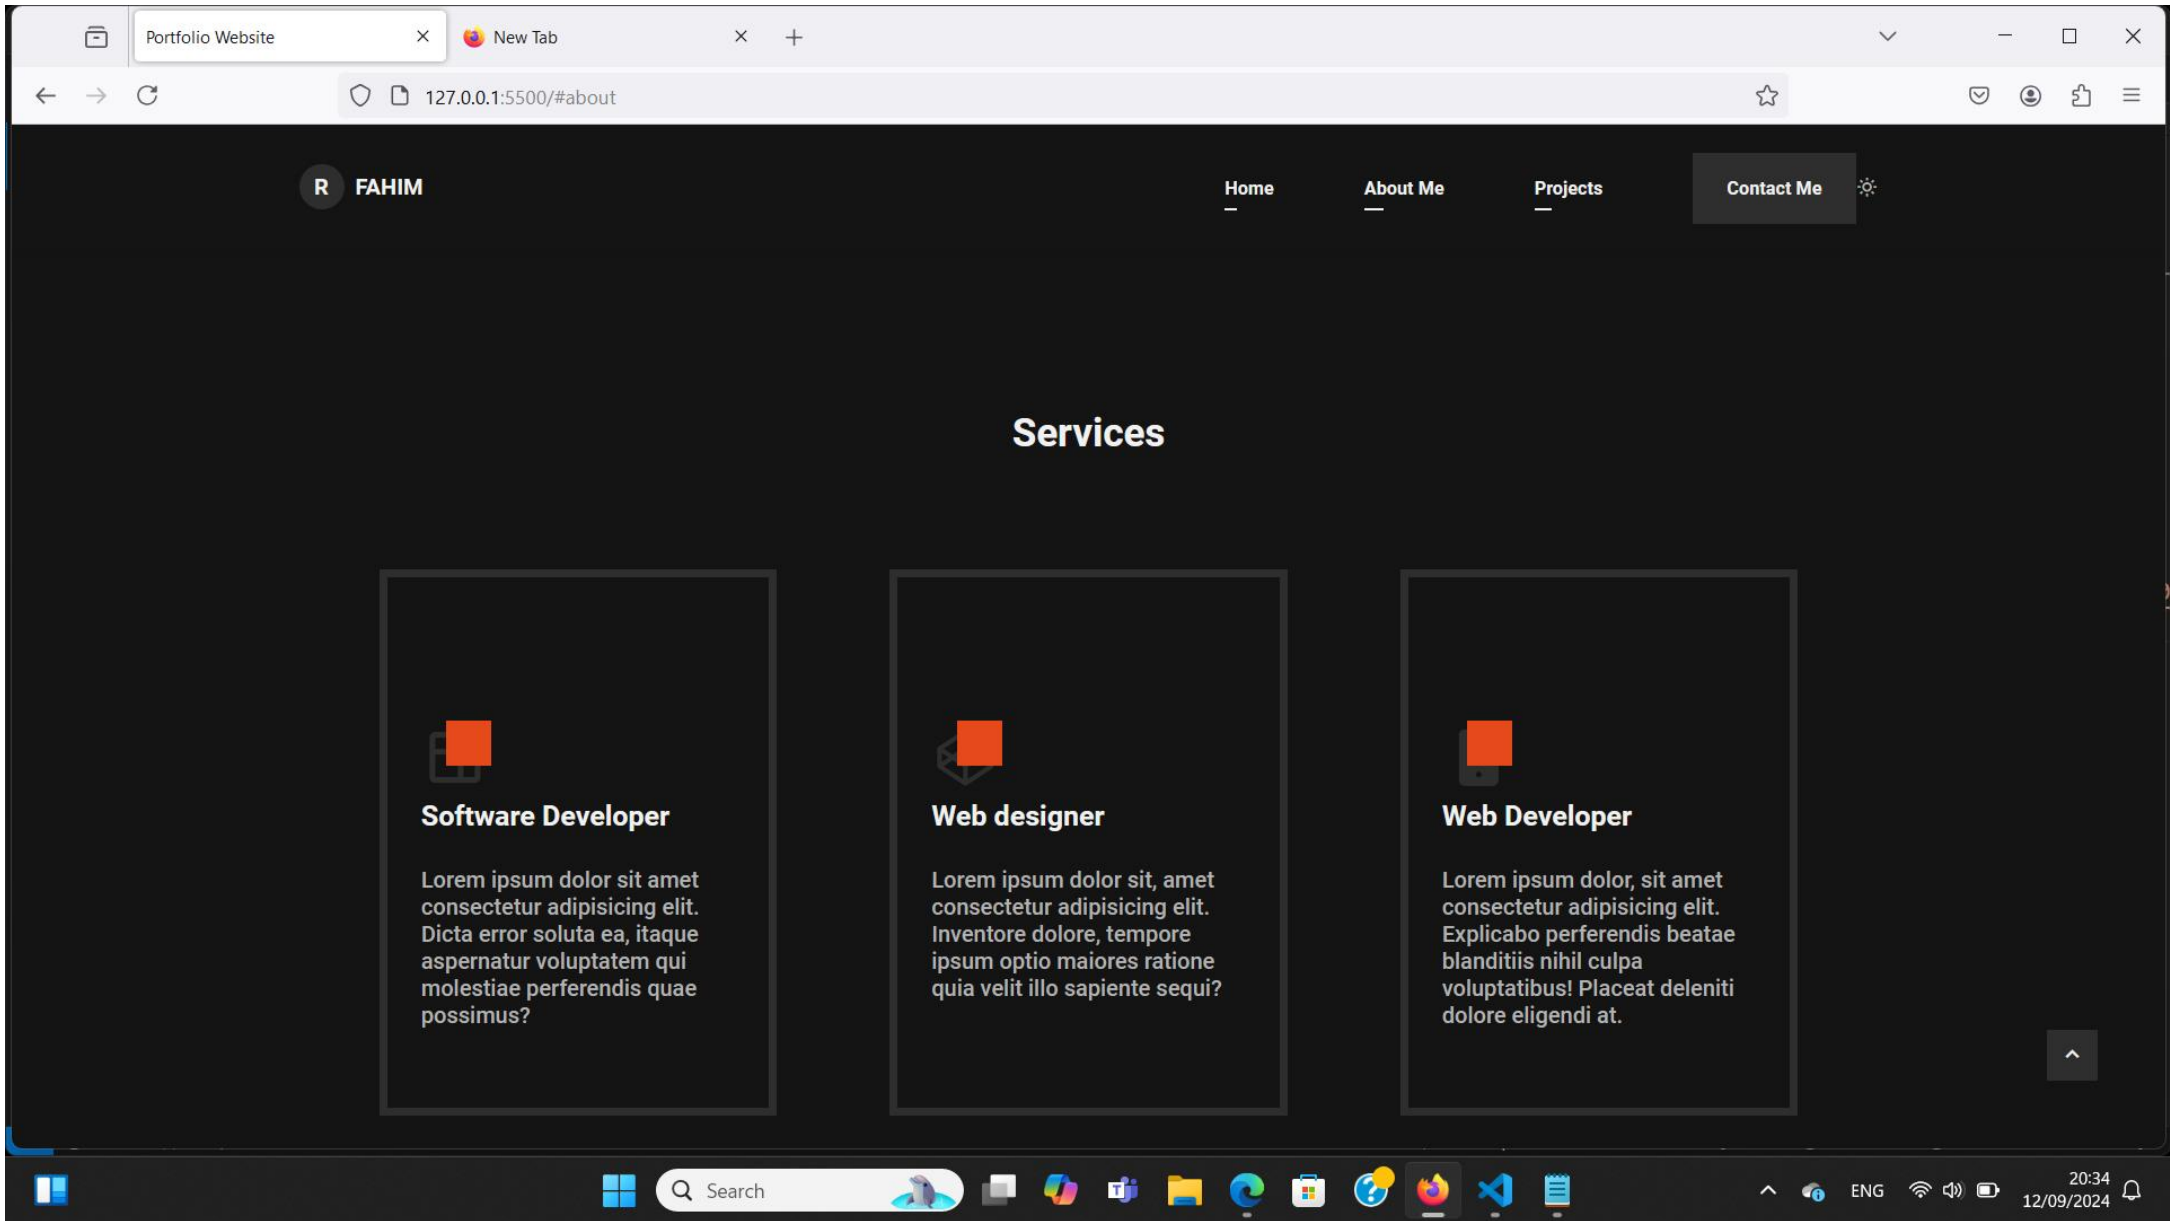 Portfolio Website
New Tab
127.0.0.1:5500/#about
R FAHIM
Home
About Me
Projects
Contact Me
Services
Software Developer
Lorem ipsum dolor sit amet
consectetur adipisicing elit.
Dicta error soluta ea, itaque
aspernatur voluptatem qui
molestiae perferendis quae
possimus?
Web designer
Lorem ipsum dolor sit, amet
consectetur adipisicing elit.
Inventore dolore, tempore
ipsum optio maiores ratione
quia velit illo sapiente sequi?
Web Developer
Lorem ipsum dolor, sit amet
consectetur adipisicing elit.
Explicabo perferendis beatae
blanditiis nihil culpa
voluptatibus! Placeat deleniti
dolore eligendi at.
Search
ENG
20:34
12/09/2024